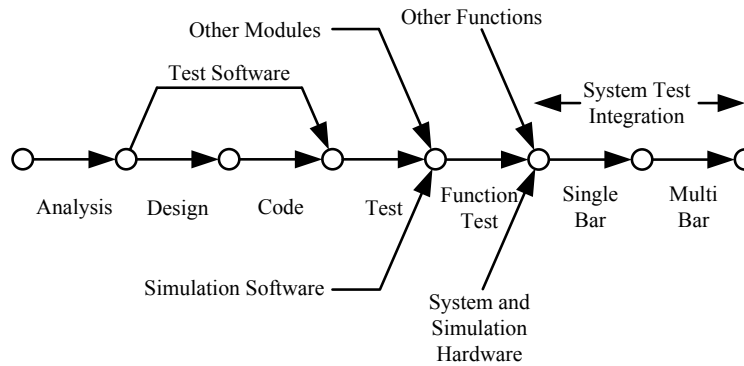 Other Modules
Other Functions
Test Software
System Test
Integration
Analysis
Design
Code
Test
Function
Test
Single
Bar
Multi
Bar
Simulation Software
System and
Simulation
Hardware